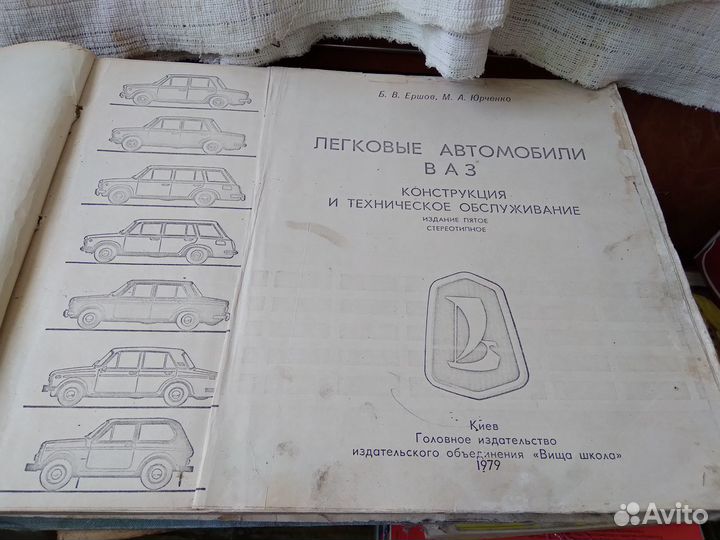 Б. В. Ершов, М. А. Юрченко
ЛЕГКОВЫЕ АВТОМОБИЛИ
ВАЗ
КОНСТРУКЦИЯ
И ТЕХНИЧЕСКОЕ ОБСЛУЖИВАНИЕ
ИЗДАНИЕ ПЯТОЕ
СТЕРЕОТИПНОЕ
Київ
Головное издательство
издательского объединения «Вища школа»
1979
Avito